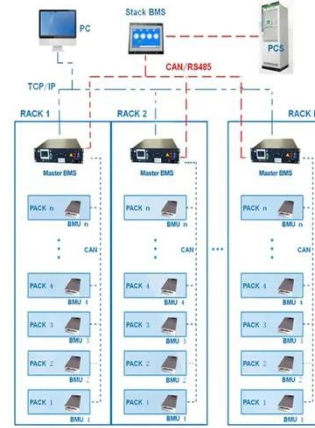 Stack BMS
PC
PCS
CAN/RS485
TCP/IP
RACK 1
RACK 2
RACK
Master BMS
Master BMS
Master BMS
PACK n
BMU n
PACK n
BMU n
PACK n
BMU n
CAN
CAN
CAN
PACK 4
BMU 4
PACK 4
BMU 4
PACK 4
BMU 4
PACK 3
BMU 3
PACK 3
BMU 3
PACK 3
BMU 3
PACK 2
BMU 2
PACK 2
BMU 2
PACK 2
BMU 2
PACK 1
BMU 1
PACK 1
BMU 1
PACK 1
BMU 1